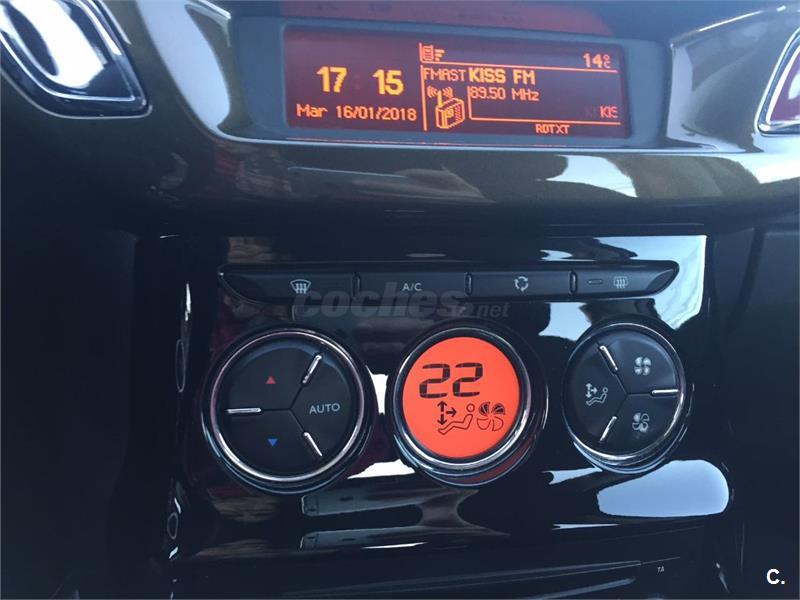 14°C
17 15
FMAST KISS FM
89.50 MHz
Mar 16/01/2018
KIS
RDTXT
A/C
coches.net
AUTO
22
TA
C.